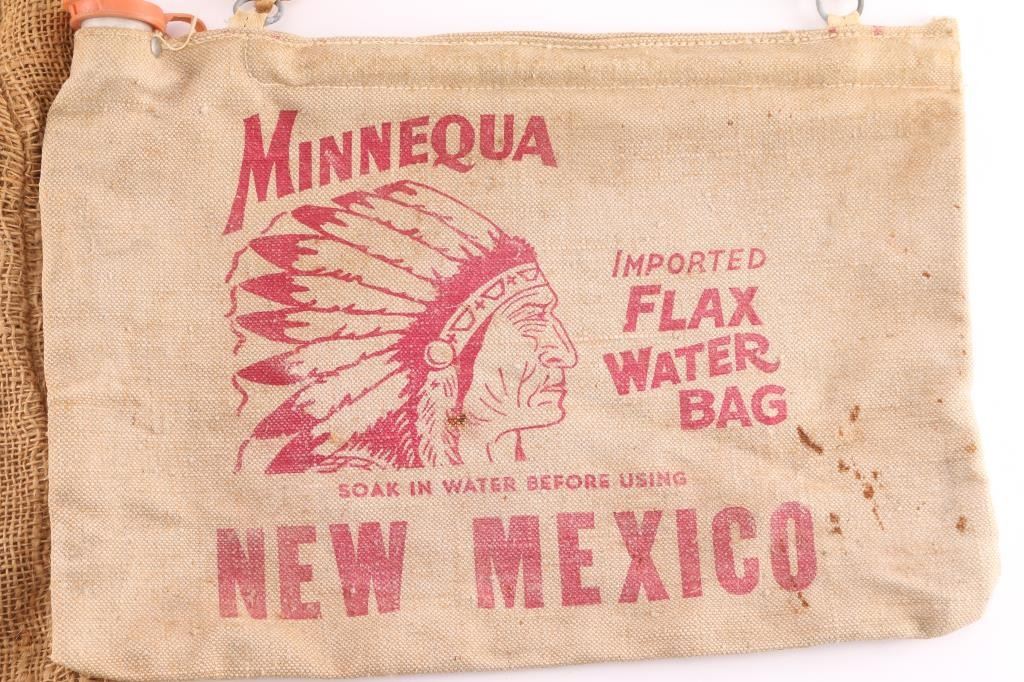 MINNEQUA
IMPORTED
FLAX
WATER
BAG
SOAK IN WATER BEFORE USING
NEW MEXICO